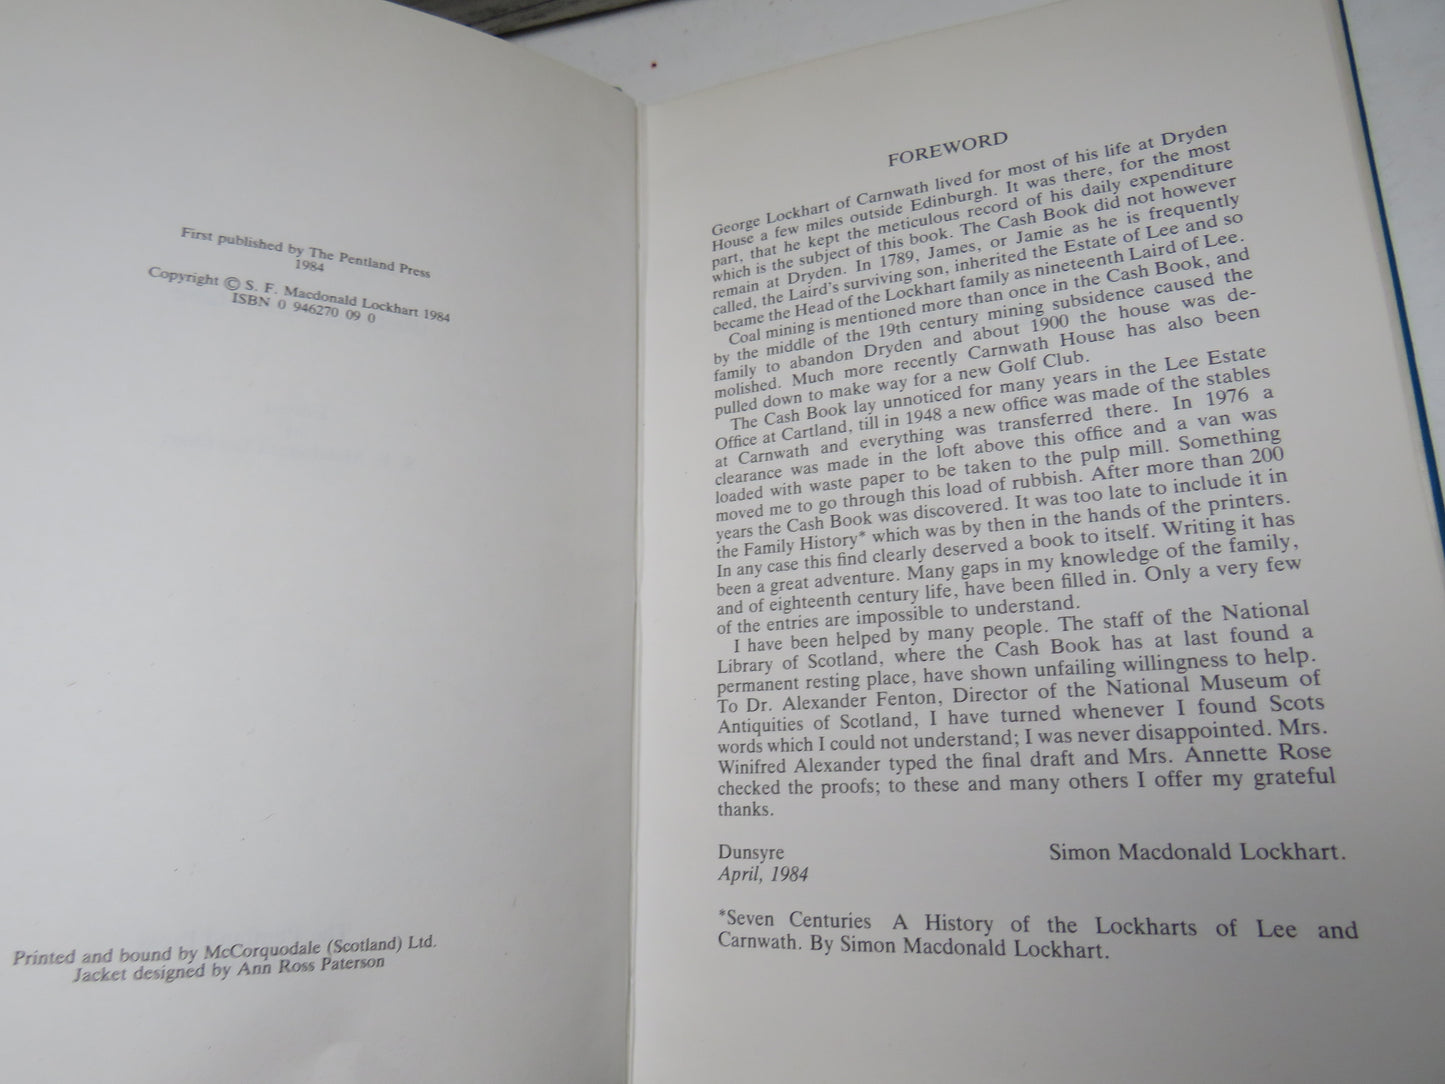 First published by The Pentland Press
1984
Copyright © S. F. Macdonald Lockhart 1984
ISBN 0 946270 09 0
Printed and bound by McCorquodale (Scotland) Ltd.
Jacket designed by Ann Ross Paterson
FOREWORD
George Lockhart of Carnwath lived for most of his life at Dryden
House a few miles outside Edinburgh. It was there, for the most
part, that he kept the meticulous record of his daily expenditure
which is the subject of this book. The Cash Book did not however
remain at Dryden. In 1789, James, or Jamie as he is frequently
called, the Laird's surviving son, inherited the Estate of Lee and so
became the Head of the Lockhart family as nineteenth Laird of Lee.
Coal mining is mentioned more than once in the Cash Book, and
by the middle of the 19th century mining subsidence caused the
family to abandon Dryden and about 1900 the house was de-
molished. Much more recently Carnwath House has also been
pulled down to make way for a new Golf Club.
The Cash Book lay unnoticed for many years in the Lee Estate
Office at Cartland, till in 1948 a new office was made of the stables
at Carnwath and everything was transferred there. In 1976 a
clearance was made in the loft above this office and a van was
loaded with waste paper to be taken to the pulp mill. Something
moved me to go through this load of rubbish. After more than 200
years the Cash Book was discovered. It was too late to include it in
the Family History* which was by then in the hands of the printers.
In any case this find clearly deserved a book to itself. Writing it has
been a great adventure. Many gaps in my knowledge of the family,
and of eighteenth century life, have been filled in. Only a very few
of the entries are impossible to understand.
I have been helped by many people. The staff of the National
Library of Scotland, where the Cash Book has at last found a
permanent resting place, have shown unfailing willingness to help.
To Dr. Alexander Fenton, Director of the National Museum of
Antiquities of Scotland, I have turned whenever I found Scots
words which I could not understand; I was never disappointed. Mrs.
Winifred Alexander typed the final draft and Mrs. Annette Rose
checked the proofs; to these and many others I offer my grateful
thanks.
Dunsyre Simon Macdonald Lockhart.
April, 1984
*Seven Centuries A History of the Lockharts of Lee and
Carnwath. By Simon Macdonald Lockhart.